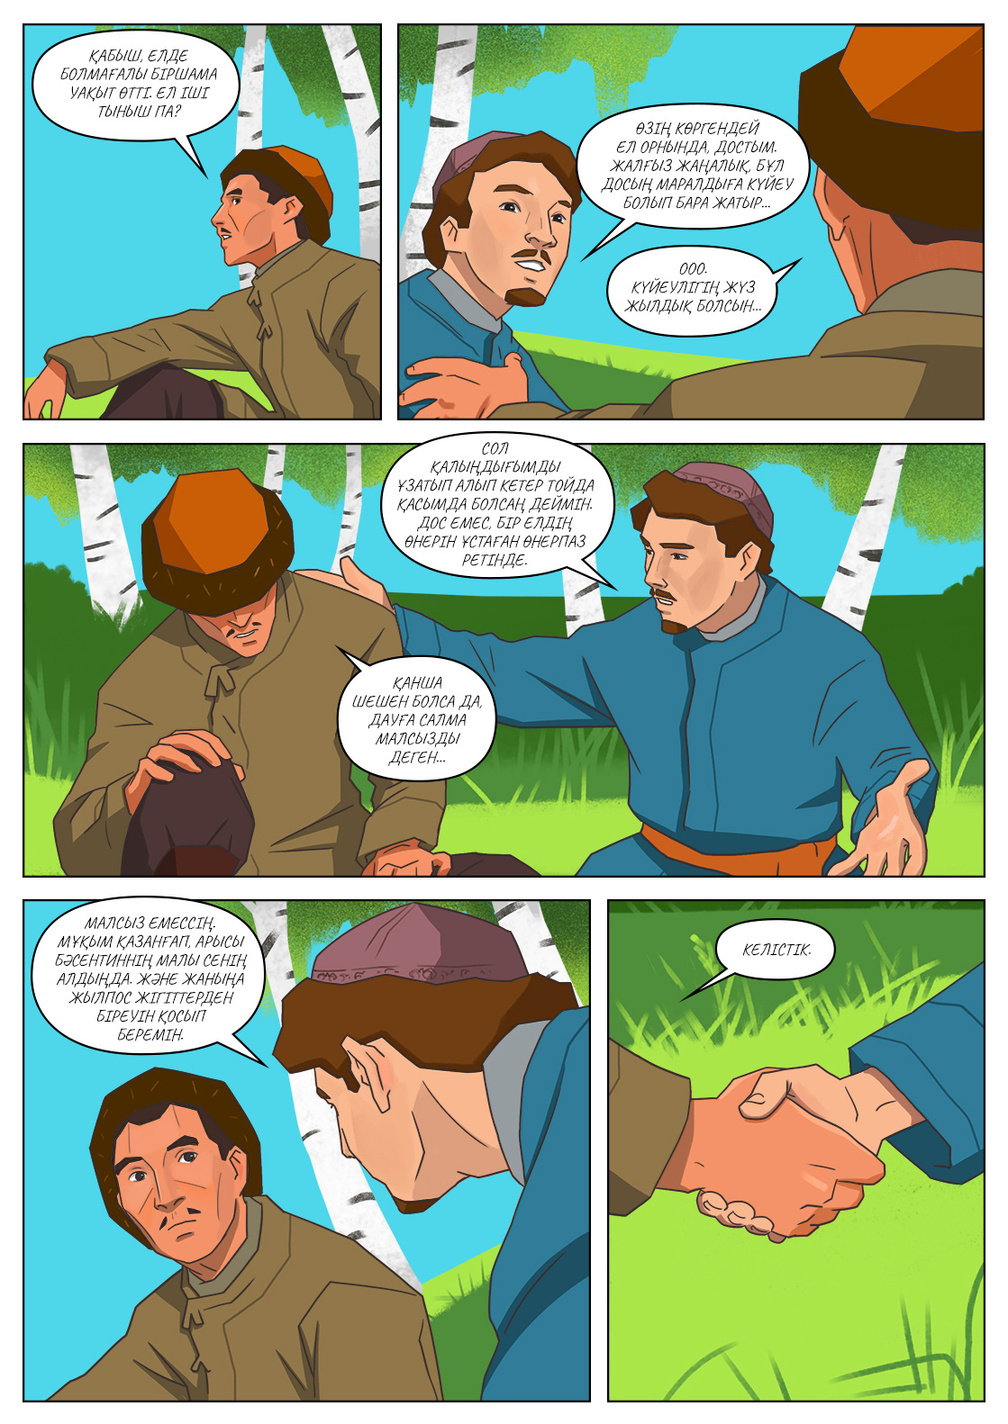 ҚАБЫШ, ЕЛДЕ
БОЛМАҒАЛЫ БІРШАМА
УАҚЫТ ӨТТІ. ЕЛ ІШІ
ТЫНЫШ ПА?
ӨЗІҢ КӨРГЕНДЕЙ
ЕЛ ОРНЫНДА, ДОСТЫМ.
ЖАЛҒЫЗ ЖАҢАЛЫҚ, БҰЛ
ДОСЫҢ МАРАЛДЫҒА КҮЙЕУ
БОЛЫП БАРА ЖАТЫР...
ООО.
КҮЙЕУЛІГІҢ ЖҮЗ
ЖЫЛДЫҚ БОЛСЫН...
СОЛ
ҚАЛЫҢДЫҒЫМДЫ
ҰЗАТЫП АЛЫП КЕТЕР ТОЙДА
ҚАСЫМДА БОЛСАҢ ДЕЙМІН.
ДОС ЕМЕС, БІР ЕЛДІҢ
ӨНЕРІН ҰСТАҒАН ӨНЕРПАЗ
РЕТІНДЕ.
ҚАНША
ШЕШЕН БОЛСА ДА,
ДАУҒА САЛМА
МАЛСЫЗДЫ
ДЕГЕН...
МАЛСЫЗ ЕМЕССІҢ.
МҰҚЫМ ҚАЗАНҒАП, АРЫСЫ
БӘСЕНТИННІҢ МАЛЫ СЕНІҢ
АЛДЫҢДА. ЖӘНЕ ЖАНЫҢА
ЖЫЛПОС ЖІГІТТЕРДЕН
БІРЕУІН ҚОСЫП
БЕРЕМІН.
КЕЛІСТІК.